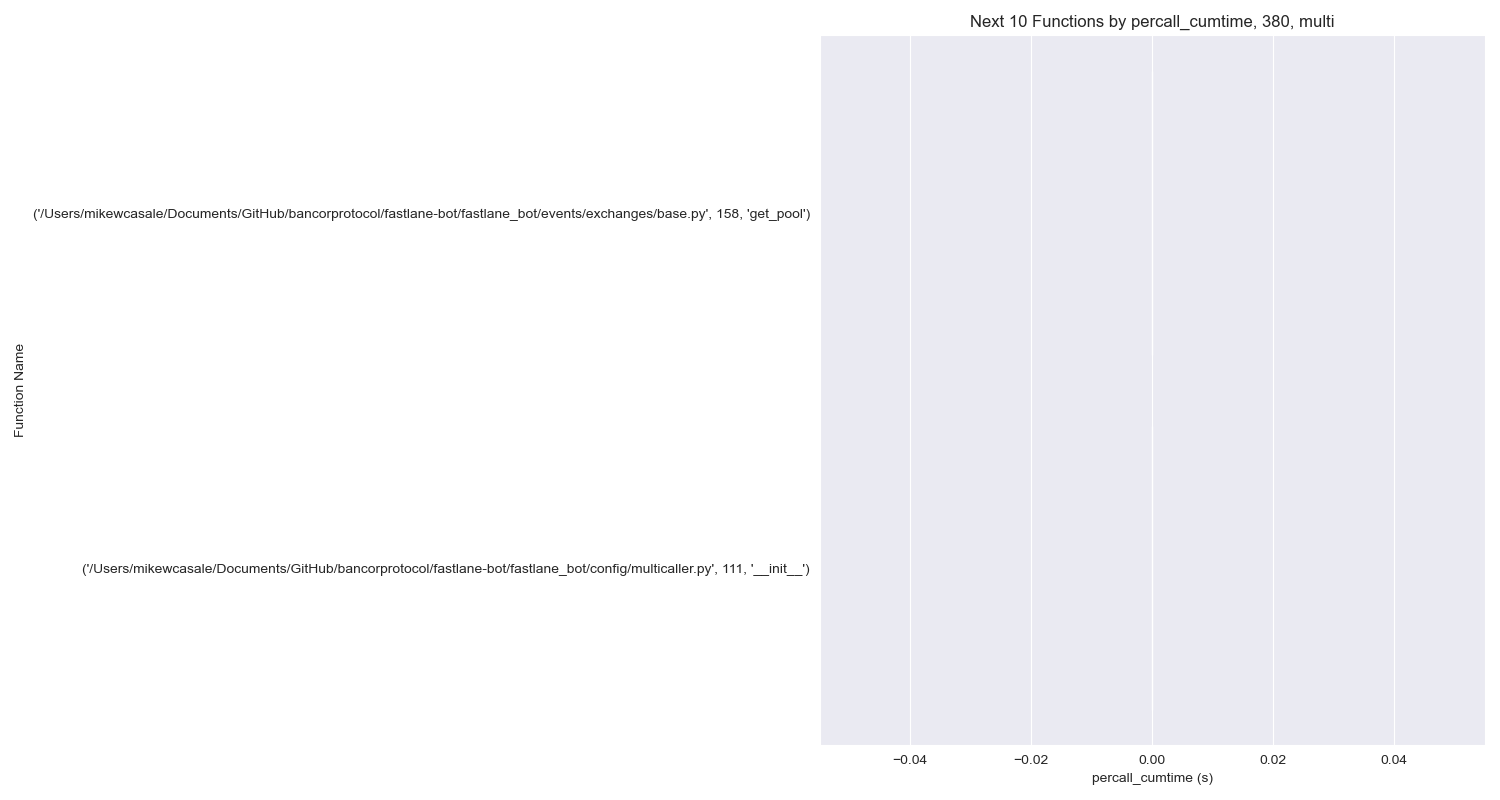 Next 10 Functions by percall_cumtime, 380, multi
('/Users/mikewcasale/Documents/GitHub/bancorprotocol/fastlane-bot/fastlane_bot/events/exchanges/base.py', 158, 'get_pool')
Function Name
('/Users/mikewcasale/Documents/GitHub/bancorprotocol/fastlane-bot/fastlane_bot/config/multicaller.py', 111, '__init__')
−0.04 −0.02 0.00 0.02 0.04
percall_cumtime (s)